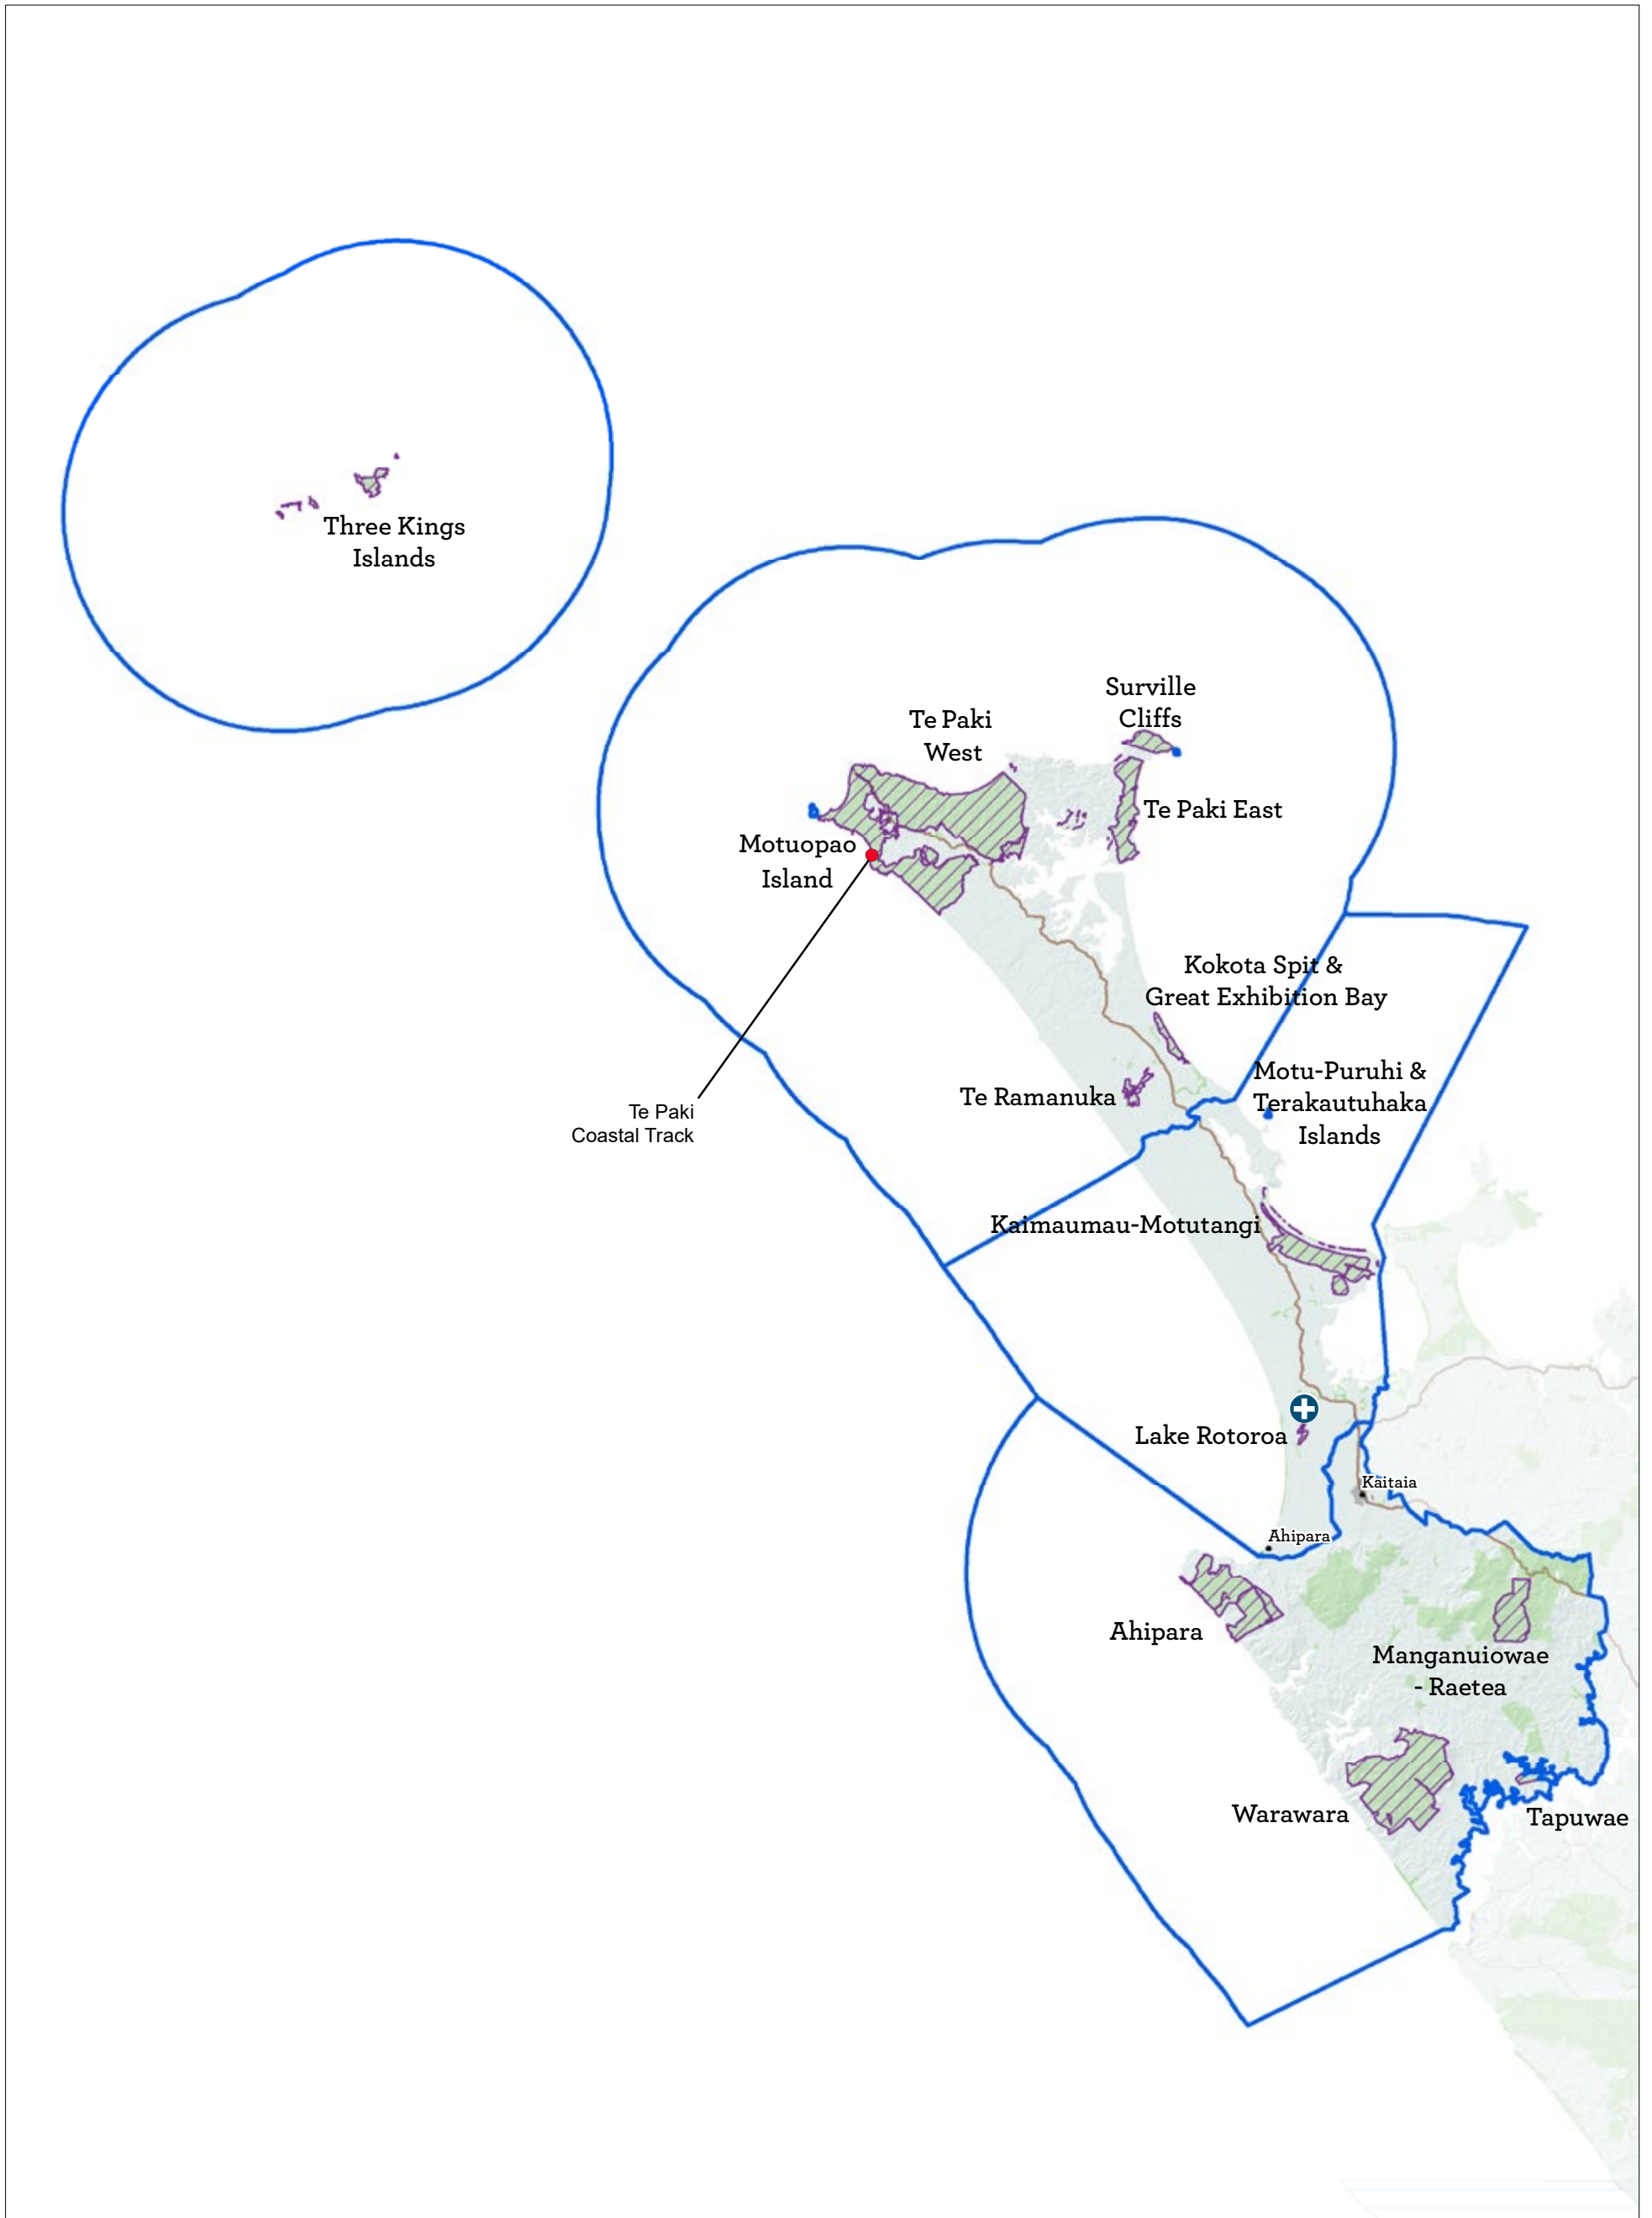 Three Kings
Islands
Surville
Cliffs
Te Paki
West
Te Paki East
Motuopao
Island
Kokota Spit &
Great Exhibition Bay
Motu-Puruhi &
Terakautuhaka
Islands
Te Ramanuka
Te Paki
Coastal Track
Kaimaumau-Motutangi
Lake Rotoroa
Kaitaia
Ahipara
Ahipara
Manganuiowae
- Raetea
Warawara
Tapuwae